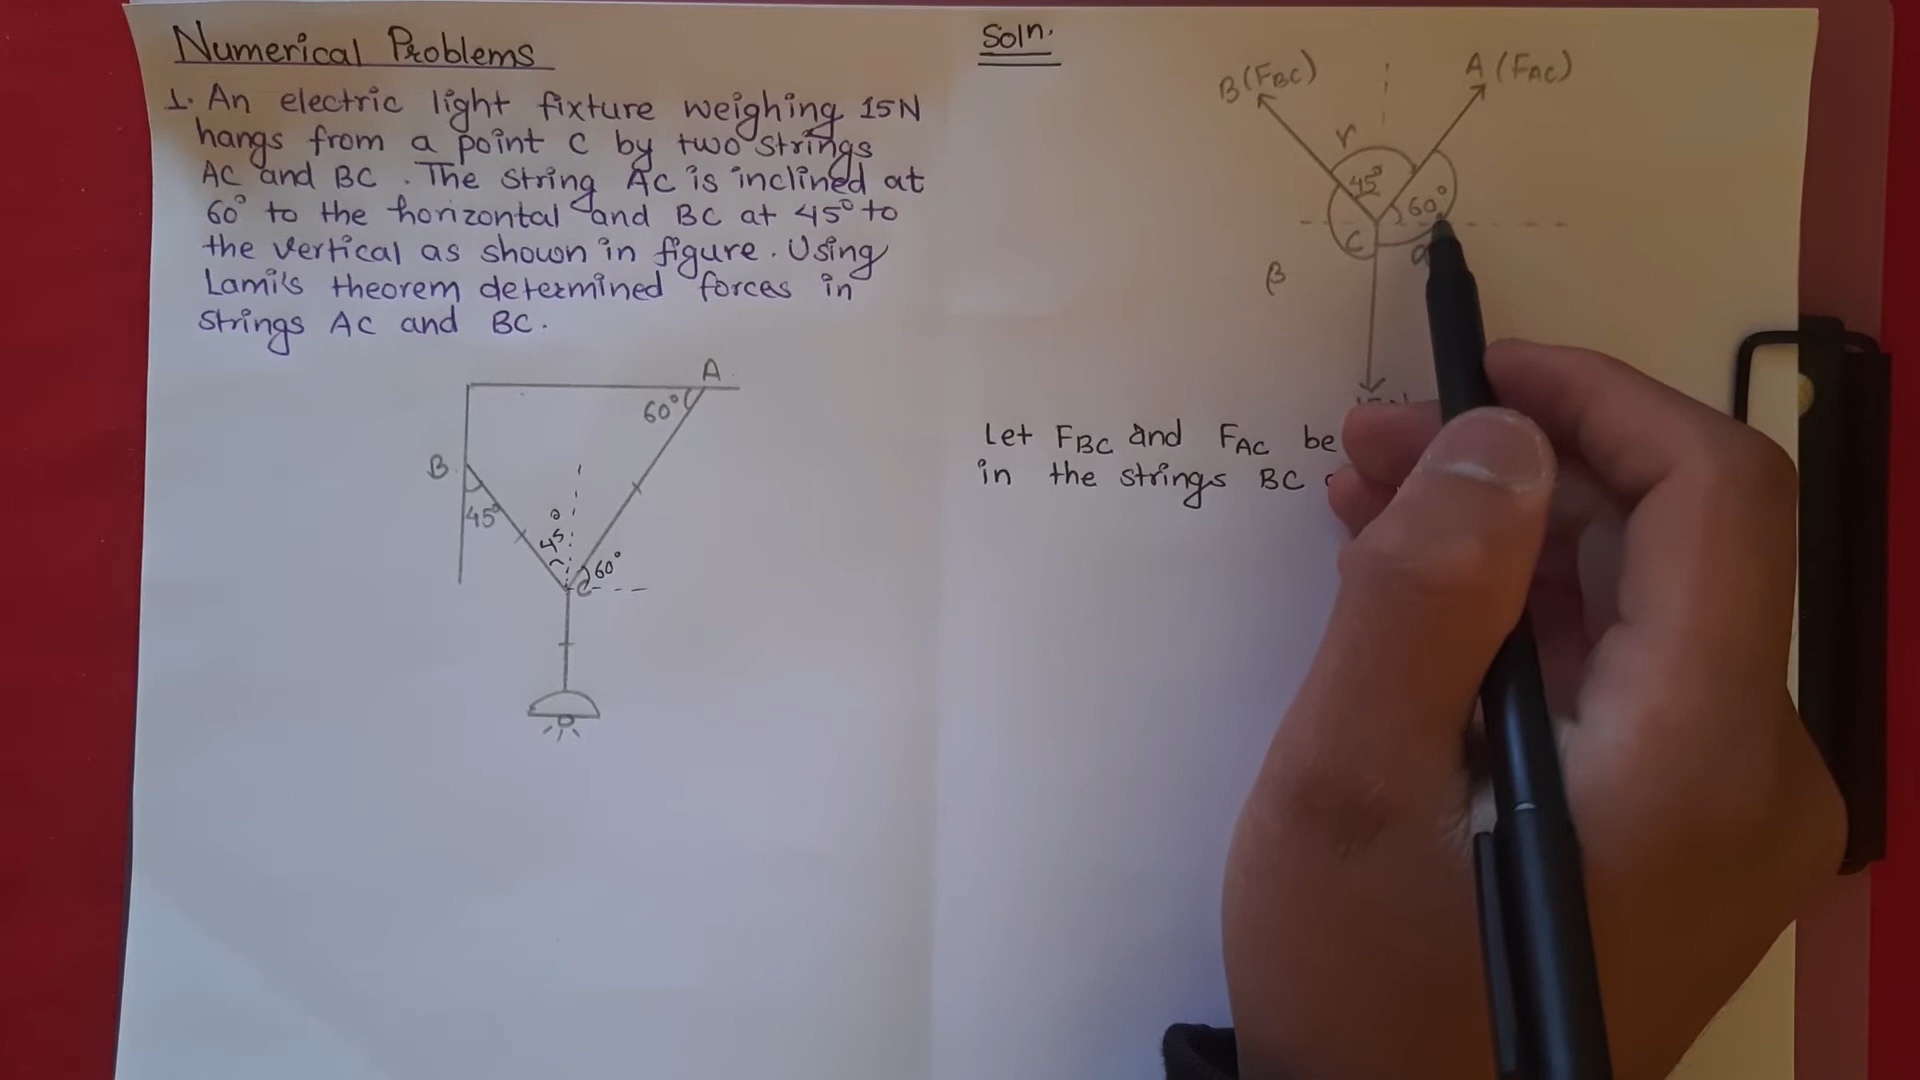 Numerical Problems
1. An electric light fixture weighing 15N
hangs from a point C by two strings
AC and BC. The string AC is inclined at
60° to the horizontal and BC at 45° to
the vertical as shown in figure. Using
Lami's theorem determined forces in
strings AC and BC.
A
60°
B
45°
45°
60°
C
Soln.
B (FBC)
A (FAC)
γ
45°
60°
C
β
Let FBC and FAC be
in the strings BC